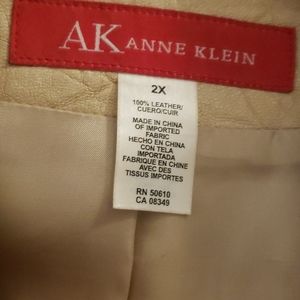 AK ANNE KLEIN
2X
100% LEATHER/
CUERO/CUIR
MADE IN CHINA
OF IMPORTED
FABRIC
HECHO EN CHINA
CON TELA
IMPORTADA
FABRIQUE EN CHINE
AVEC DES
TISSUS IMPORTES
RN 50610
CA 08349